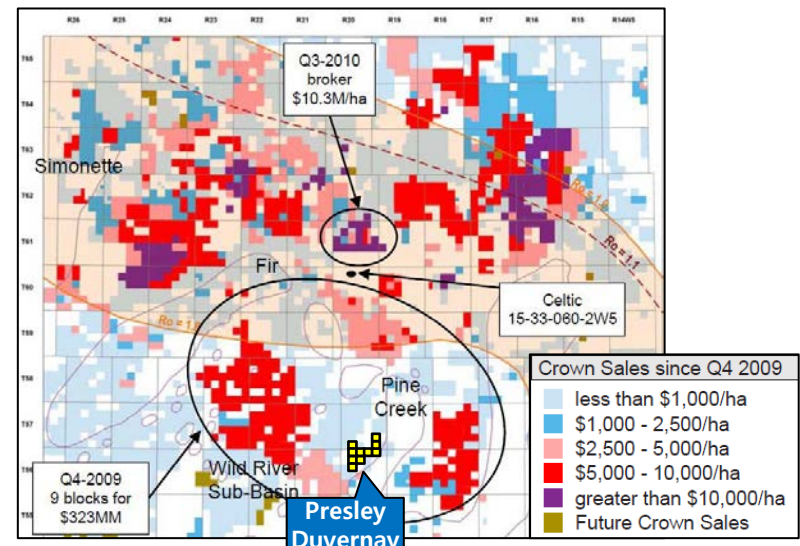 R26 R25 R24 R23 R22 R21 R20 R19 R18 R17 R16 R15 R14W5
T65
T64
T63
T62
T61
T60
T59
T58
T57
T56
T55
Q3-2010
broker
$10.3M/ha
Simonette
Fir
Ro =
Ro = 1.1
Ro =
Celtic
15-33-060-2W5
Pine
Creek
Wild River
Sub-Basin
Q4-2009
9 blocks for
$323MM
Presley
Duvernay
Crown Sales since Q4 2009
less than $1,000/ha
$1,000 - 2,500/ha
$2,500 - 5,000/ha
$5,000 - 10,000/ha
greater than $10,000/ha
Future Crown Sales